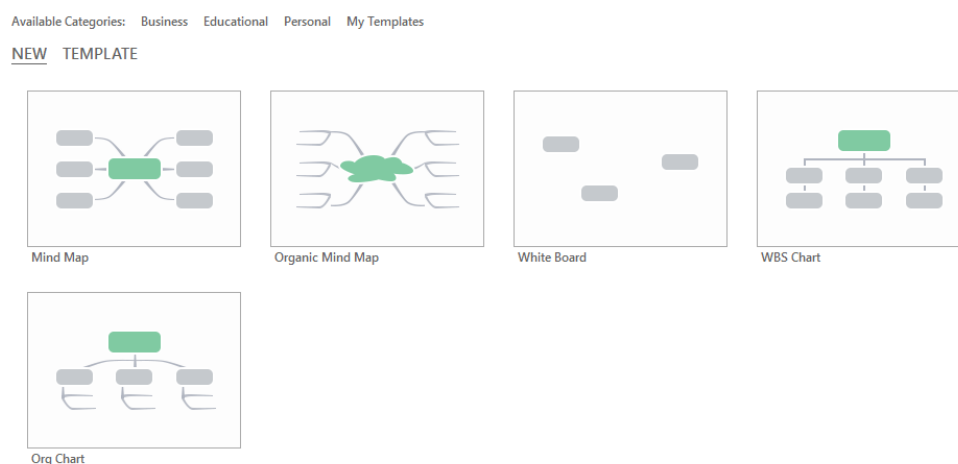 Available Categories: Business Educational Personal My Templates
NEW TEMPLATE
Mind Map Organic Mind Map White Board WBS Chart
Org Chart